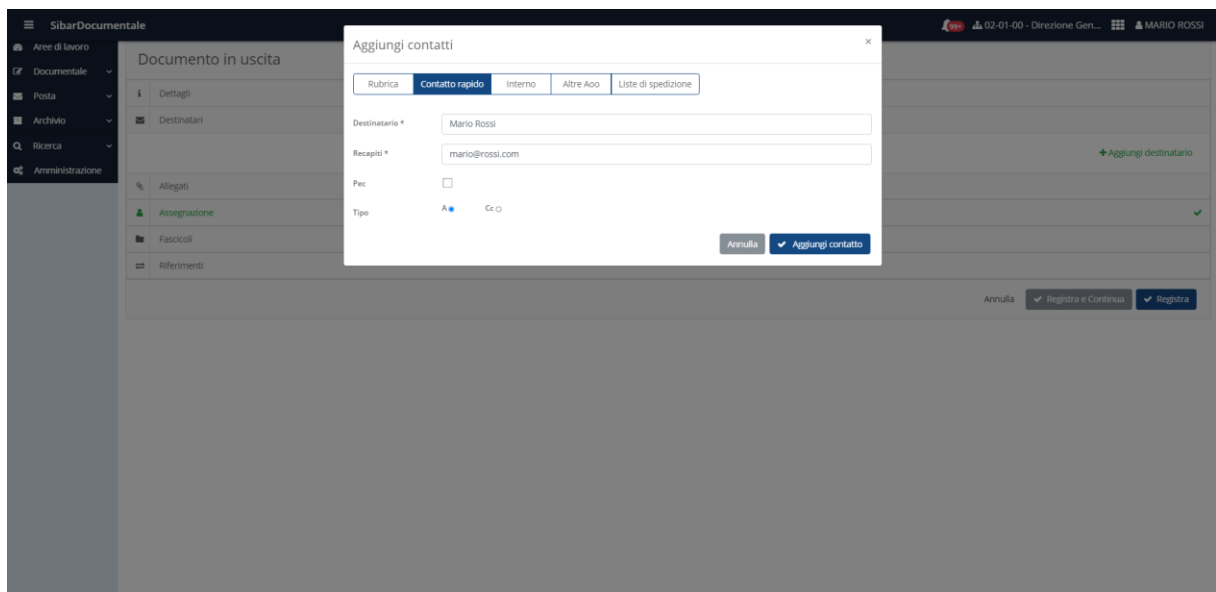 SibarDocumentale
99+
02-01-00 - Direzione Gen...
MARIO ROSSI
Aree di lavoro
Documentale
Posta
Archivio
Ricerca
Amministrazione
Documento in uscita
Dettagli
Destinatari
+ Aggiungi destinatario
Allegati
Assegnazione
Fascicoli
Riferimenti
Annulla
Registra e Continua
Registra
Aggiungi contatti
×
Rubrica
Contatto rapido
Interno
Altre Aoo
Liste di spedizione
Destinatario *
Mario Rossi
Recapiti *
mario@rossi.com
Pec
Tipo
A
Cc
Annulla
Aggiungi contatto